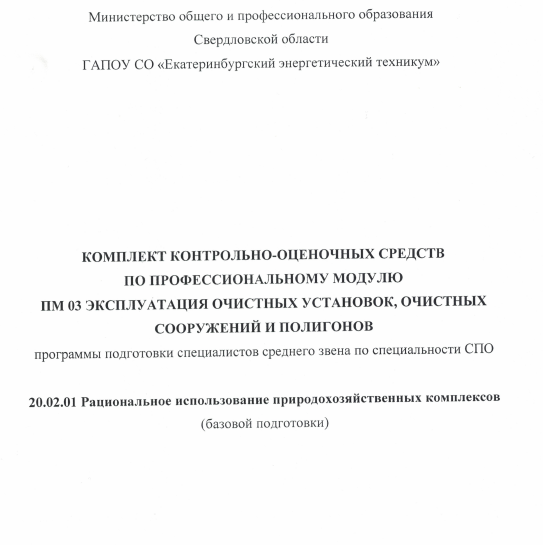 Министерство общего и профессионального образования
Свердловской области
ГАПОУ СО «Екатеринбургский энергетический техникум»
КОМПЛЕКТ КОНТРОЛЬНО-ОЦЕНОЧНЫХ СРЕДСТВ
ПО ПРОФЕССИОНАЛЬНОМУ МОДУЛЮ
ПМ 03 ЭКСПЛУАТАЦИЯ ОЧИСТНЫХ УСТАНОВОК, ОЧИСТНЫХ
СООРУЖЕНИЙ И ПОЛИГОНОВ
программы подготовки специалистов среднего звена по специальности СПО
20.02.01 Рациональное использование природохозяйственных комплексов
(базовой подготовки)